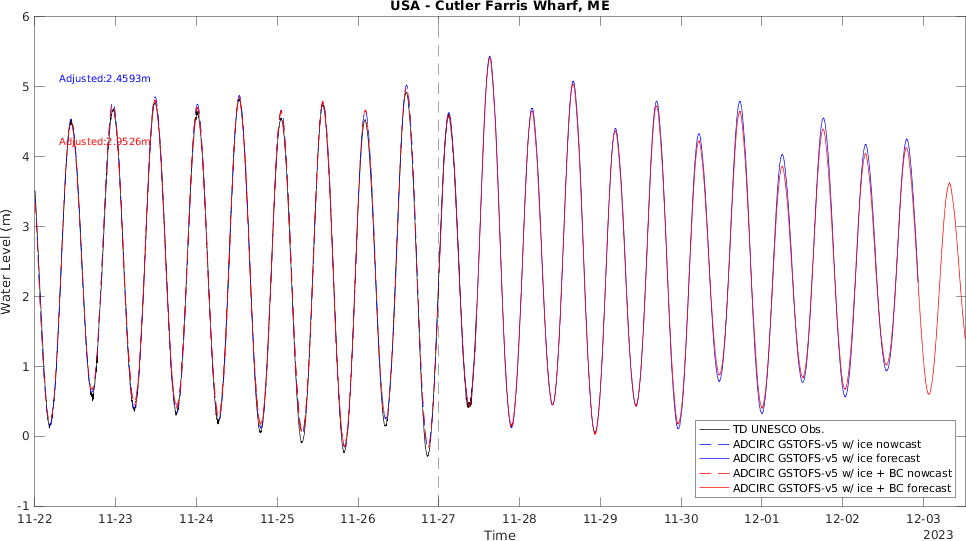 USA - Cutler Farris Wharf, ME
6
5
4
3
2
1
0
-1
Water Level (m)
Adjusted:2.4593m
Adjusted:2.9526m
TD UNESCO Obs.
ADCIRC GSTOFS-v5 w/ ice nowcast
ADCIRC GSTOFS-v5 w/ ice forecast
ADCIRC GSTOFS-v5 w/ ice + BC nowcast
ADCIRC GSTOFS-v5 w/ ice + BC forecast
11-22 11-23 11-24 11-25 11-26 11-27 11-28 11-29 11-30 12-01 12-02 12-03
Time
2023